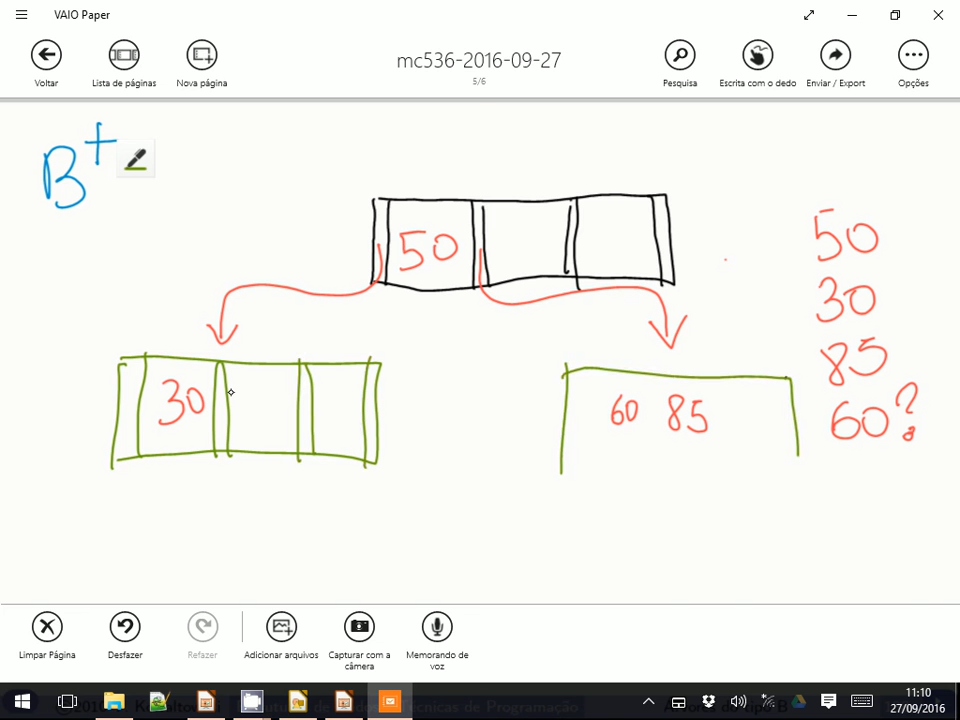 VAIO Paper
Voltar
Lista de páginas
Nova página
mc536-2016-09-27
5/6
Pesquisa
Escrita com o dedo
Enviar / Export
Opções
B+
50
50
30
85
60?
30
60 85
Limpar Página
Desfazer
Refazer
Adicionar arquivos
Capturar com a câmera
Memorando de voz
11:10
27/09/2016